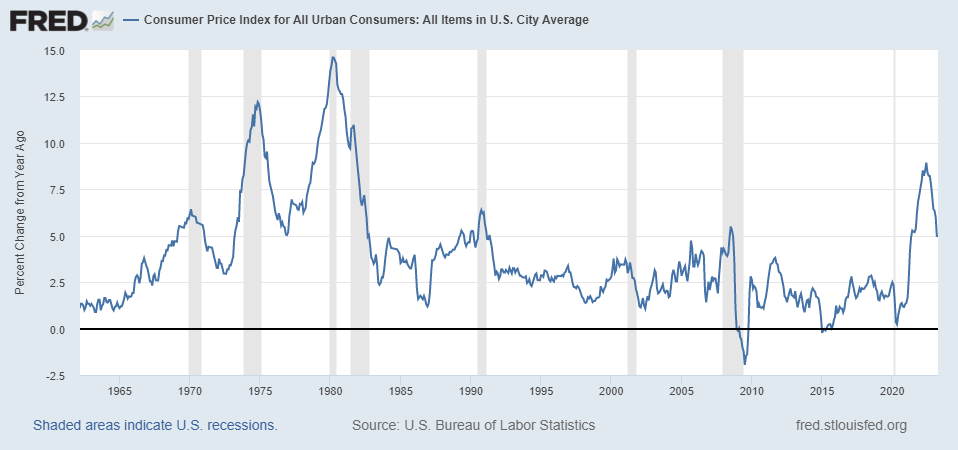 FRED Consumer Price Index for All Urban Consumers: All Items in U.S. City Average
Percent Change from Year Ago
15.0
12.5
10.0
7.5
5.0
2.5
0.0
-2.5
1965 1970 1975 1980 1985 1990 1995 2000 2005 2010 2015 2020
Shaded areas indicate U.S. recessions. Source: U.S. Bureau of Labor Statistics fred.stlouisfed.org